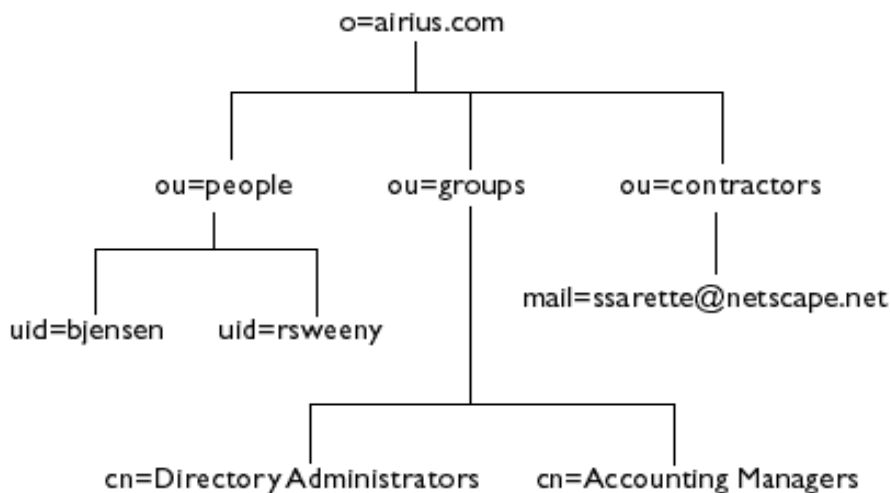 o=airius.com
ou=people
ou=groups
ou=contractors
mail=ssarette@netscape.net
uid=bjensen
uid=rsweeny
cn=Directory Administrators
cn=Accounting Managers